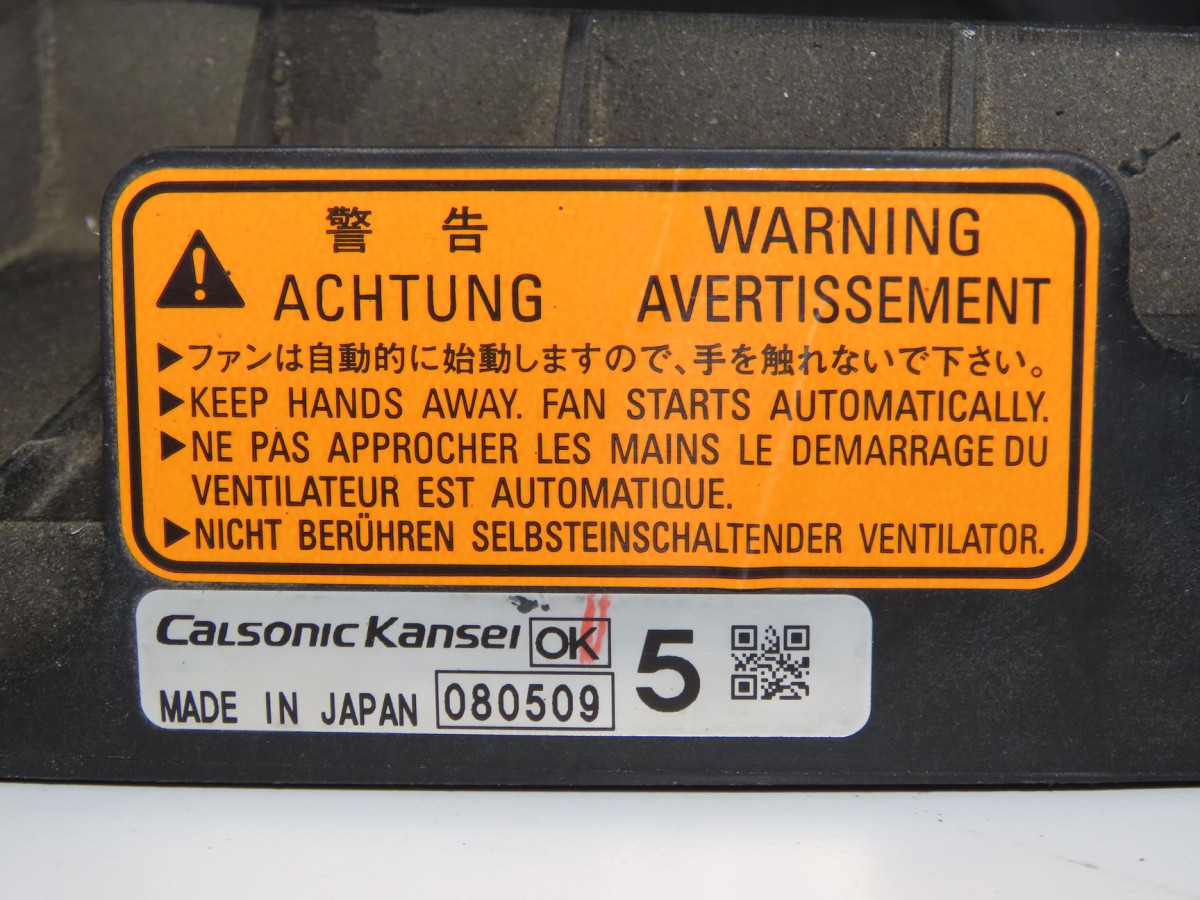 警告 WARNING
ACHTUNG AVERTISSEMENT
▶ファンは自動的に始動しますので、手を触れないで下さい。
▶KEEP HANDS AWAY. FAN STARTS AUTOMATICALLY.
▶NE PAS APPROCHER LES MAINS LE DEMARRAGE DU
VENTILATEUR EST AUTOMATIQUE.
▶NICHT BERÜHREN SELBSTEINSCHALTENDER VENTILATOR.
CALSONIC KANSEI OK 5
MADE IN JAPAN 080509